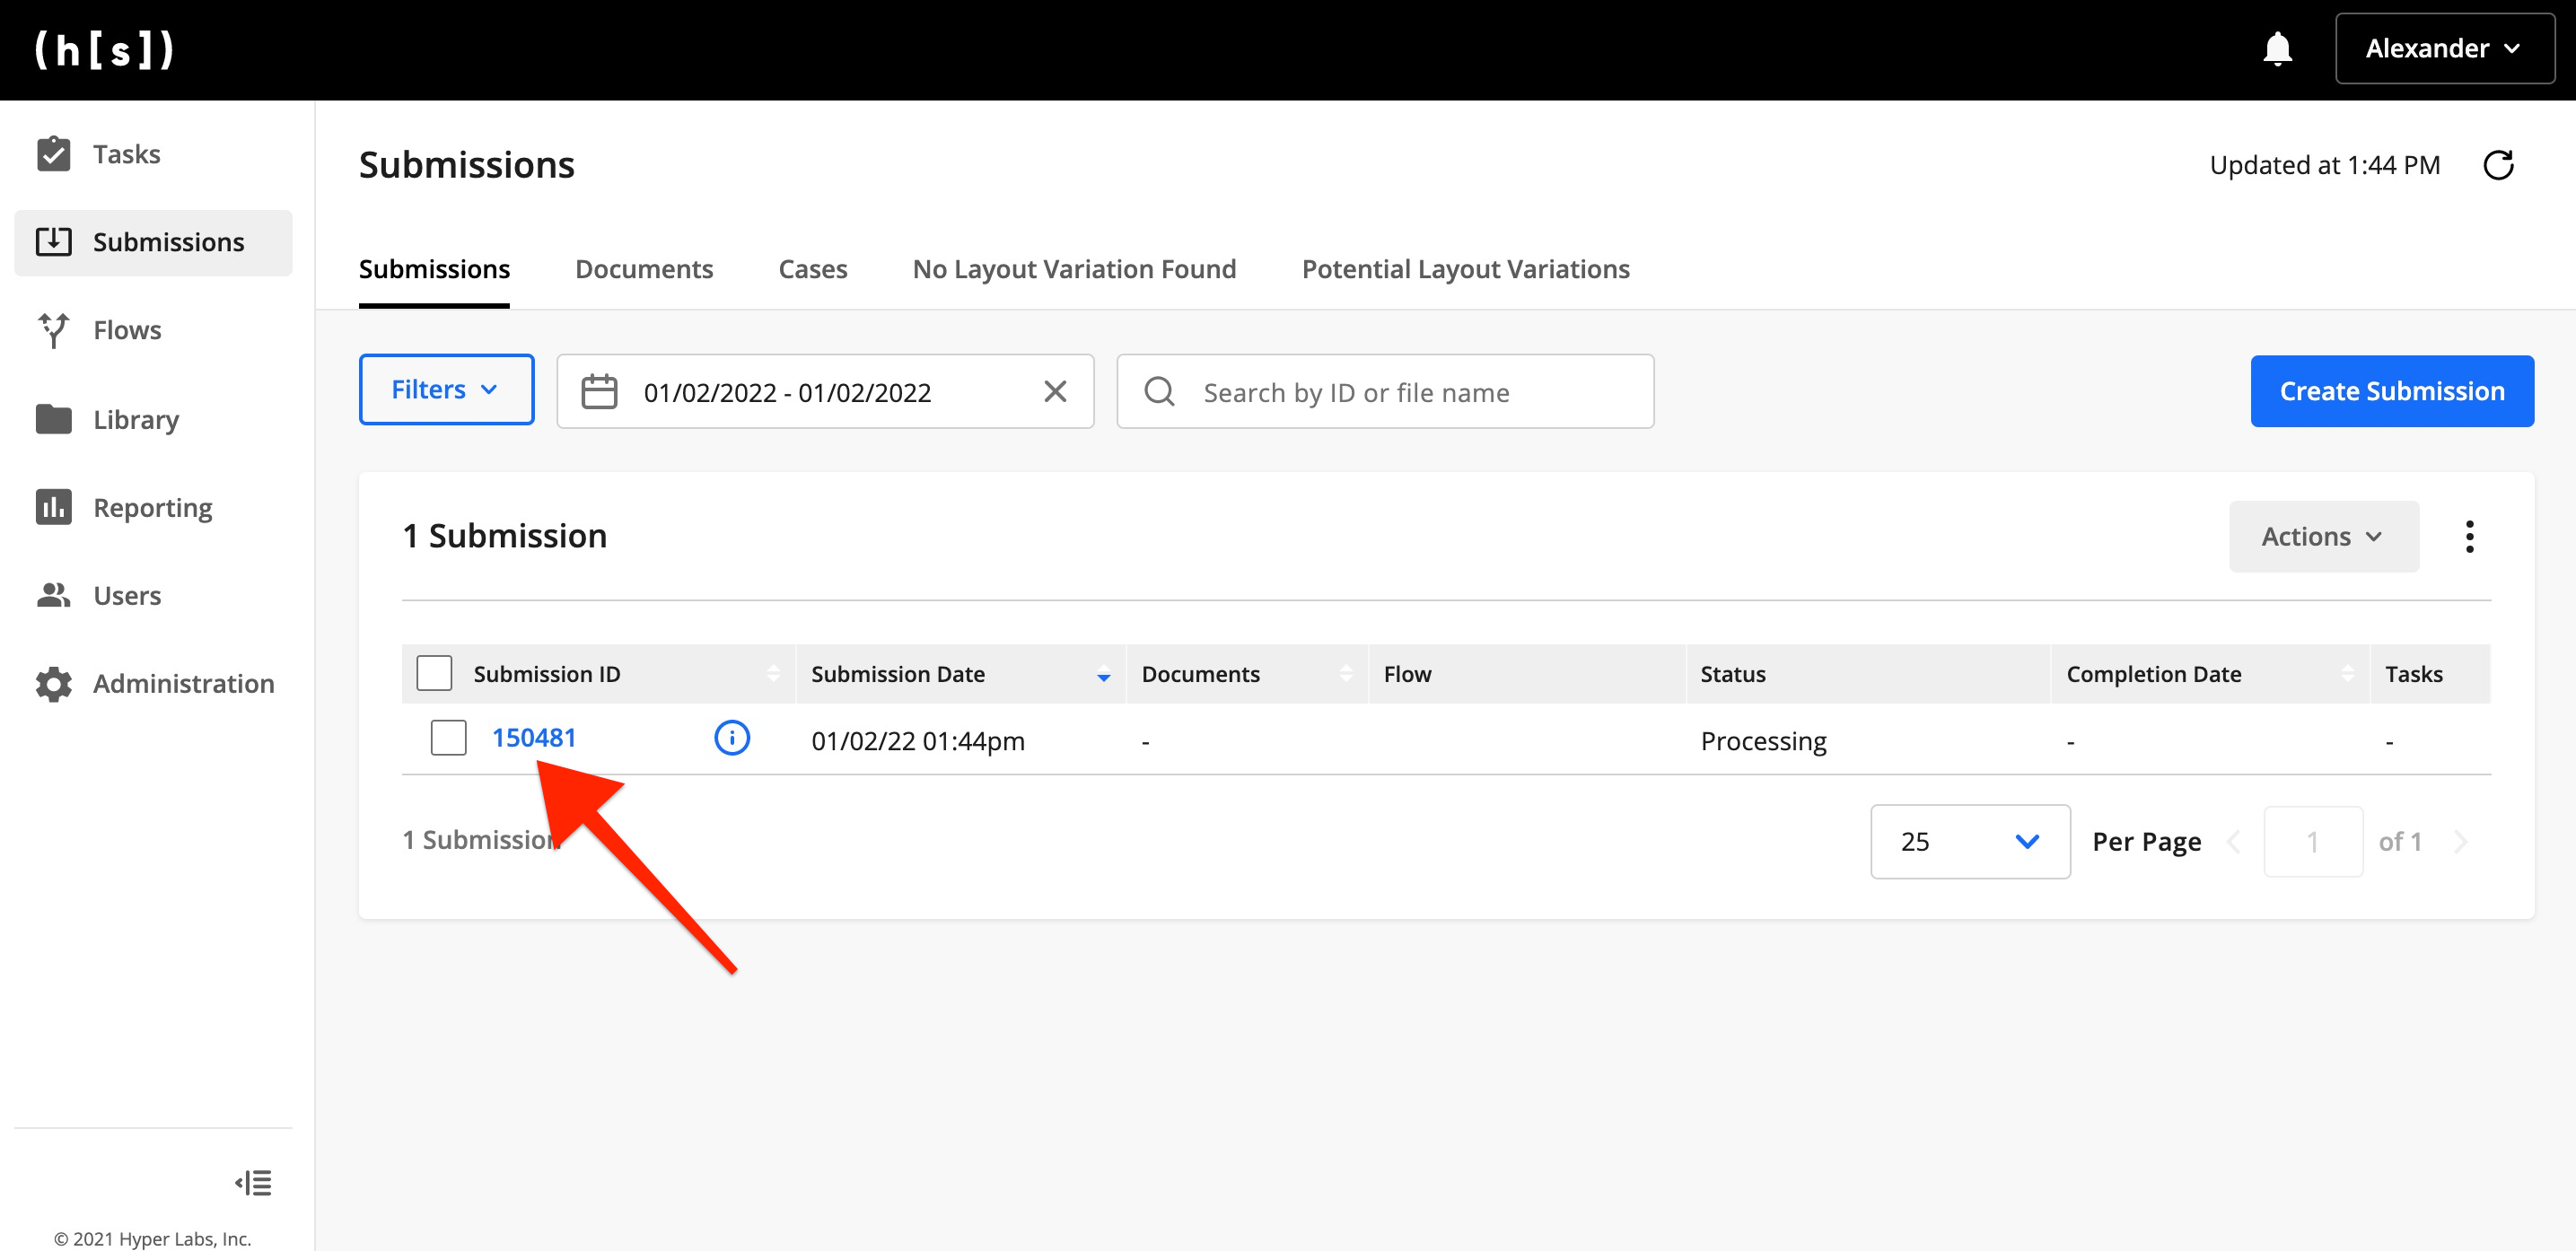 (h[s])
Alexander
Tasks
Submissions
Flows
Library
Reporting
Users
Administration
© 2021 Hyper Labs, Inc.
Submissions
Updated at 1:44 PM
Submissions Documents Cases No Layout Variation Found Potential Layout Variations
Filters 01/02/2022 - 01/02/2022 Search by ID or file name Create Submission
1 Submission Actions
Submission ID Submission Date Documents Flow Status Completion Date Tasks
150481 01/02/22 01:44pm - Processing - -
1 Submission 25 Per Page 1 of 1